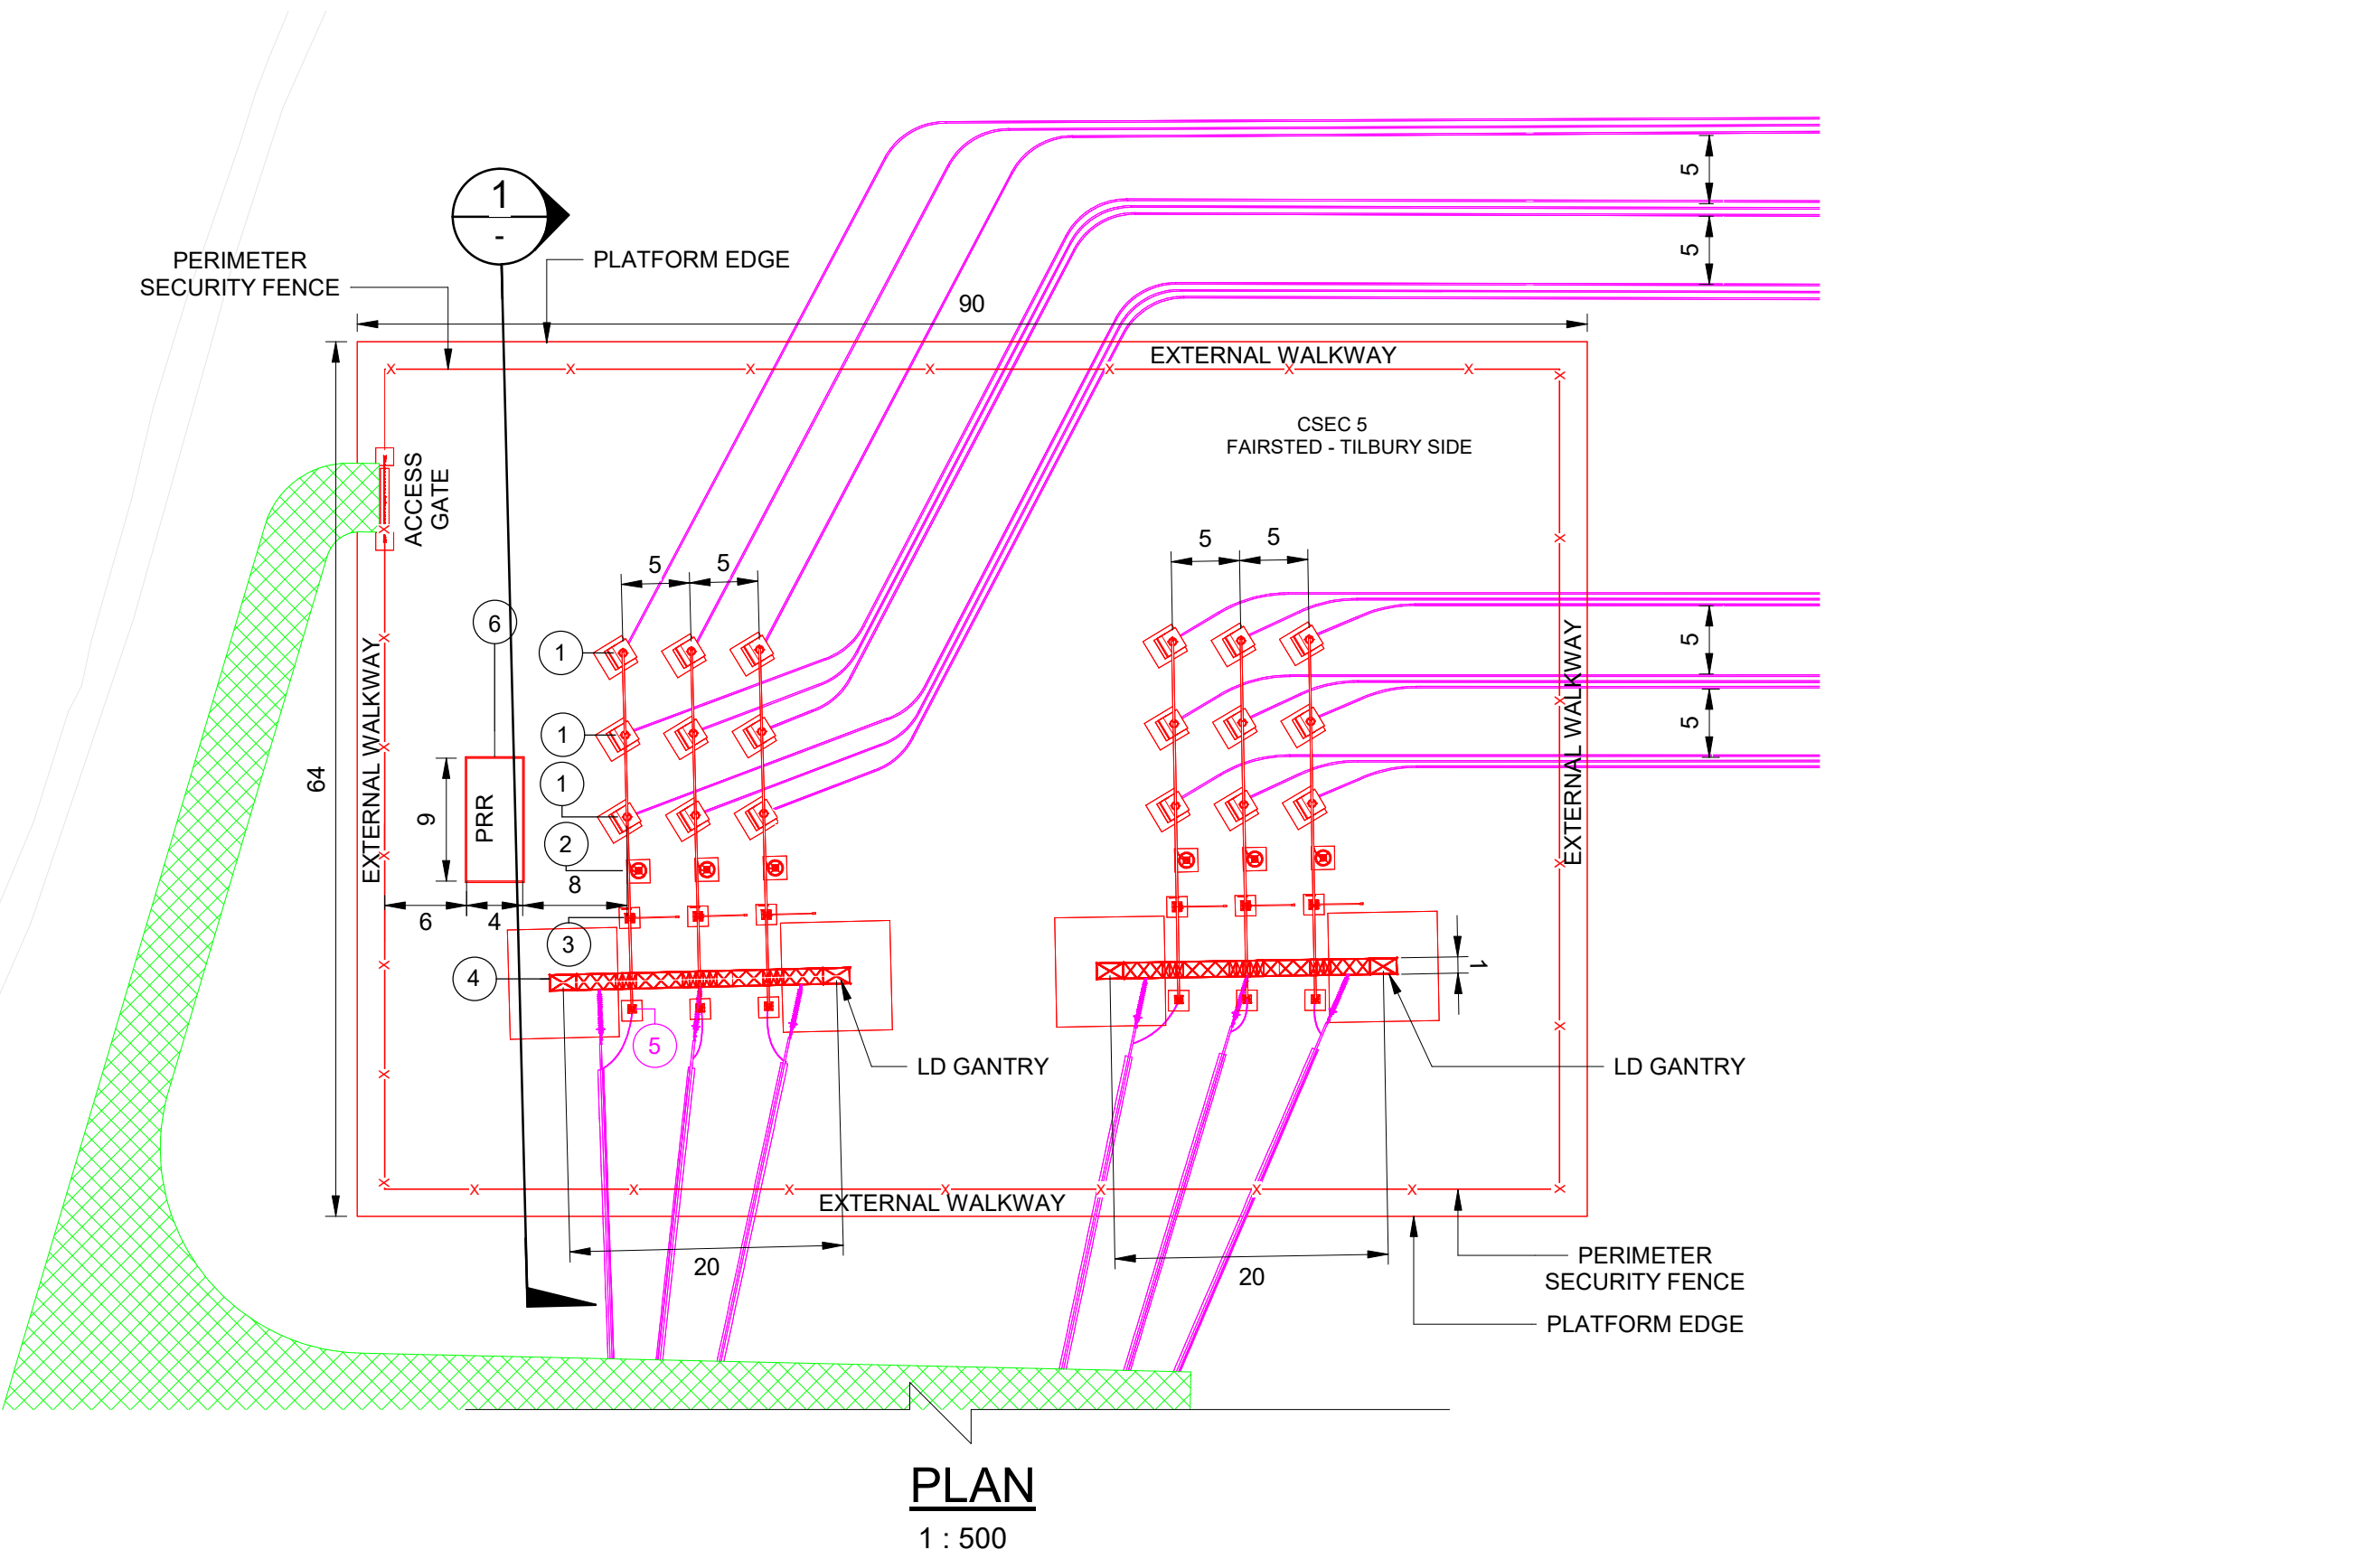 1
-
PERIMETER
SECURITY FENCE
PLATFORM EDGE
90
5
5
EXTERNAL WALKWAY
CSEC 5
FAIRSTED - TILBURY SIDE
ACCESS
GATE
5
5
5
5
6
1
1
1
2
3
4
5
EXTERNAL WALKWAY
64
9
PRR
8
6
4
EXTERNAL WALKWAY
5
5
1
LD GANTRY
LD GANTRY
EXTERNAL WALKWAY
20
20
PERIMETER
SECURITY FENCE
PLATFORM EDGE
PLAN
1 : 500